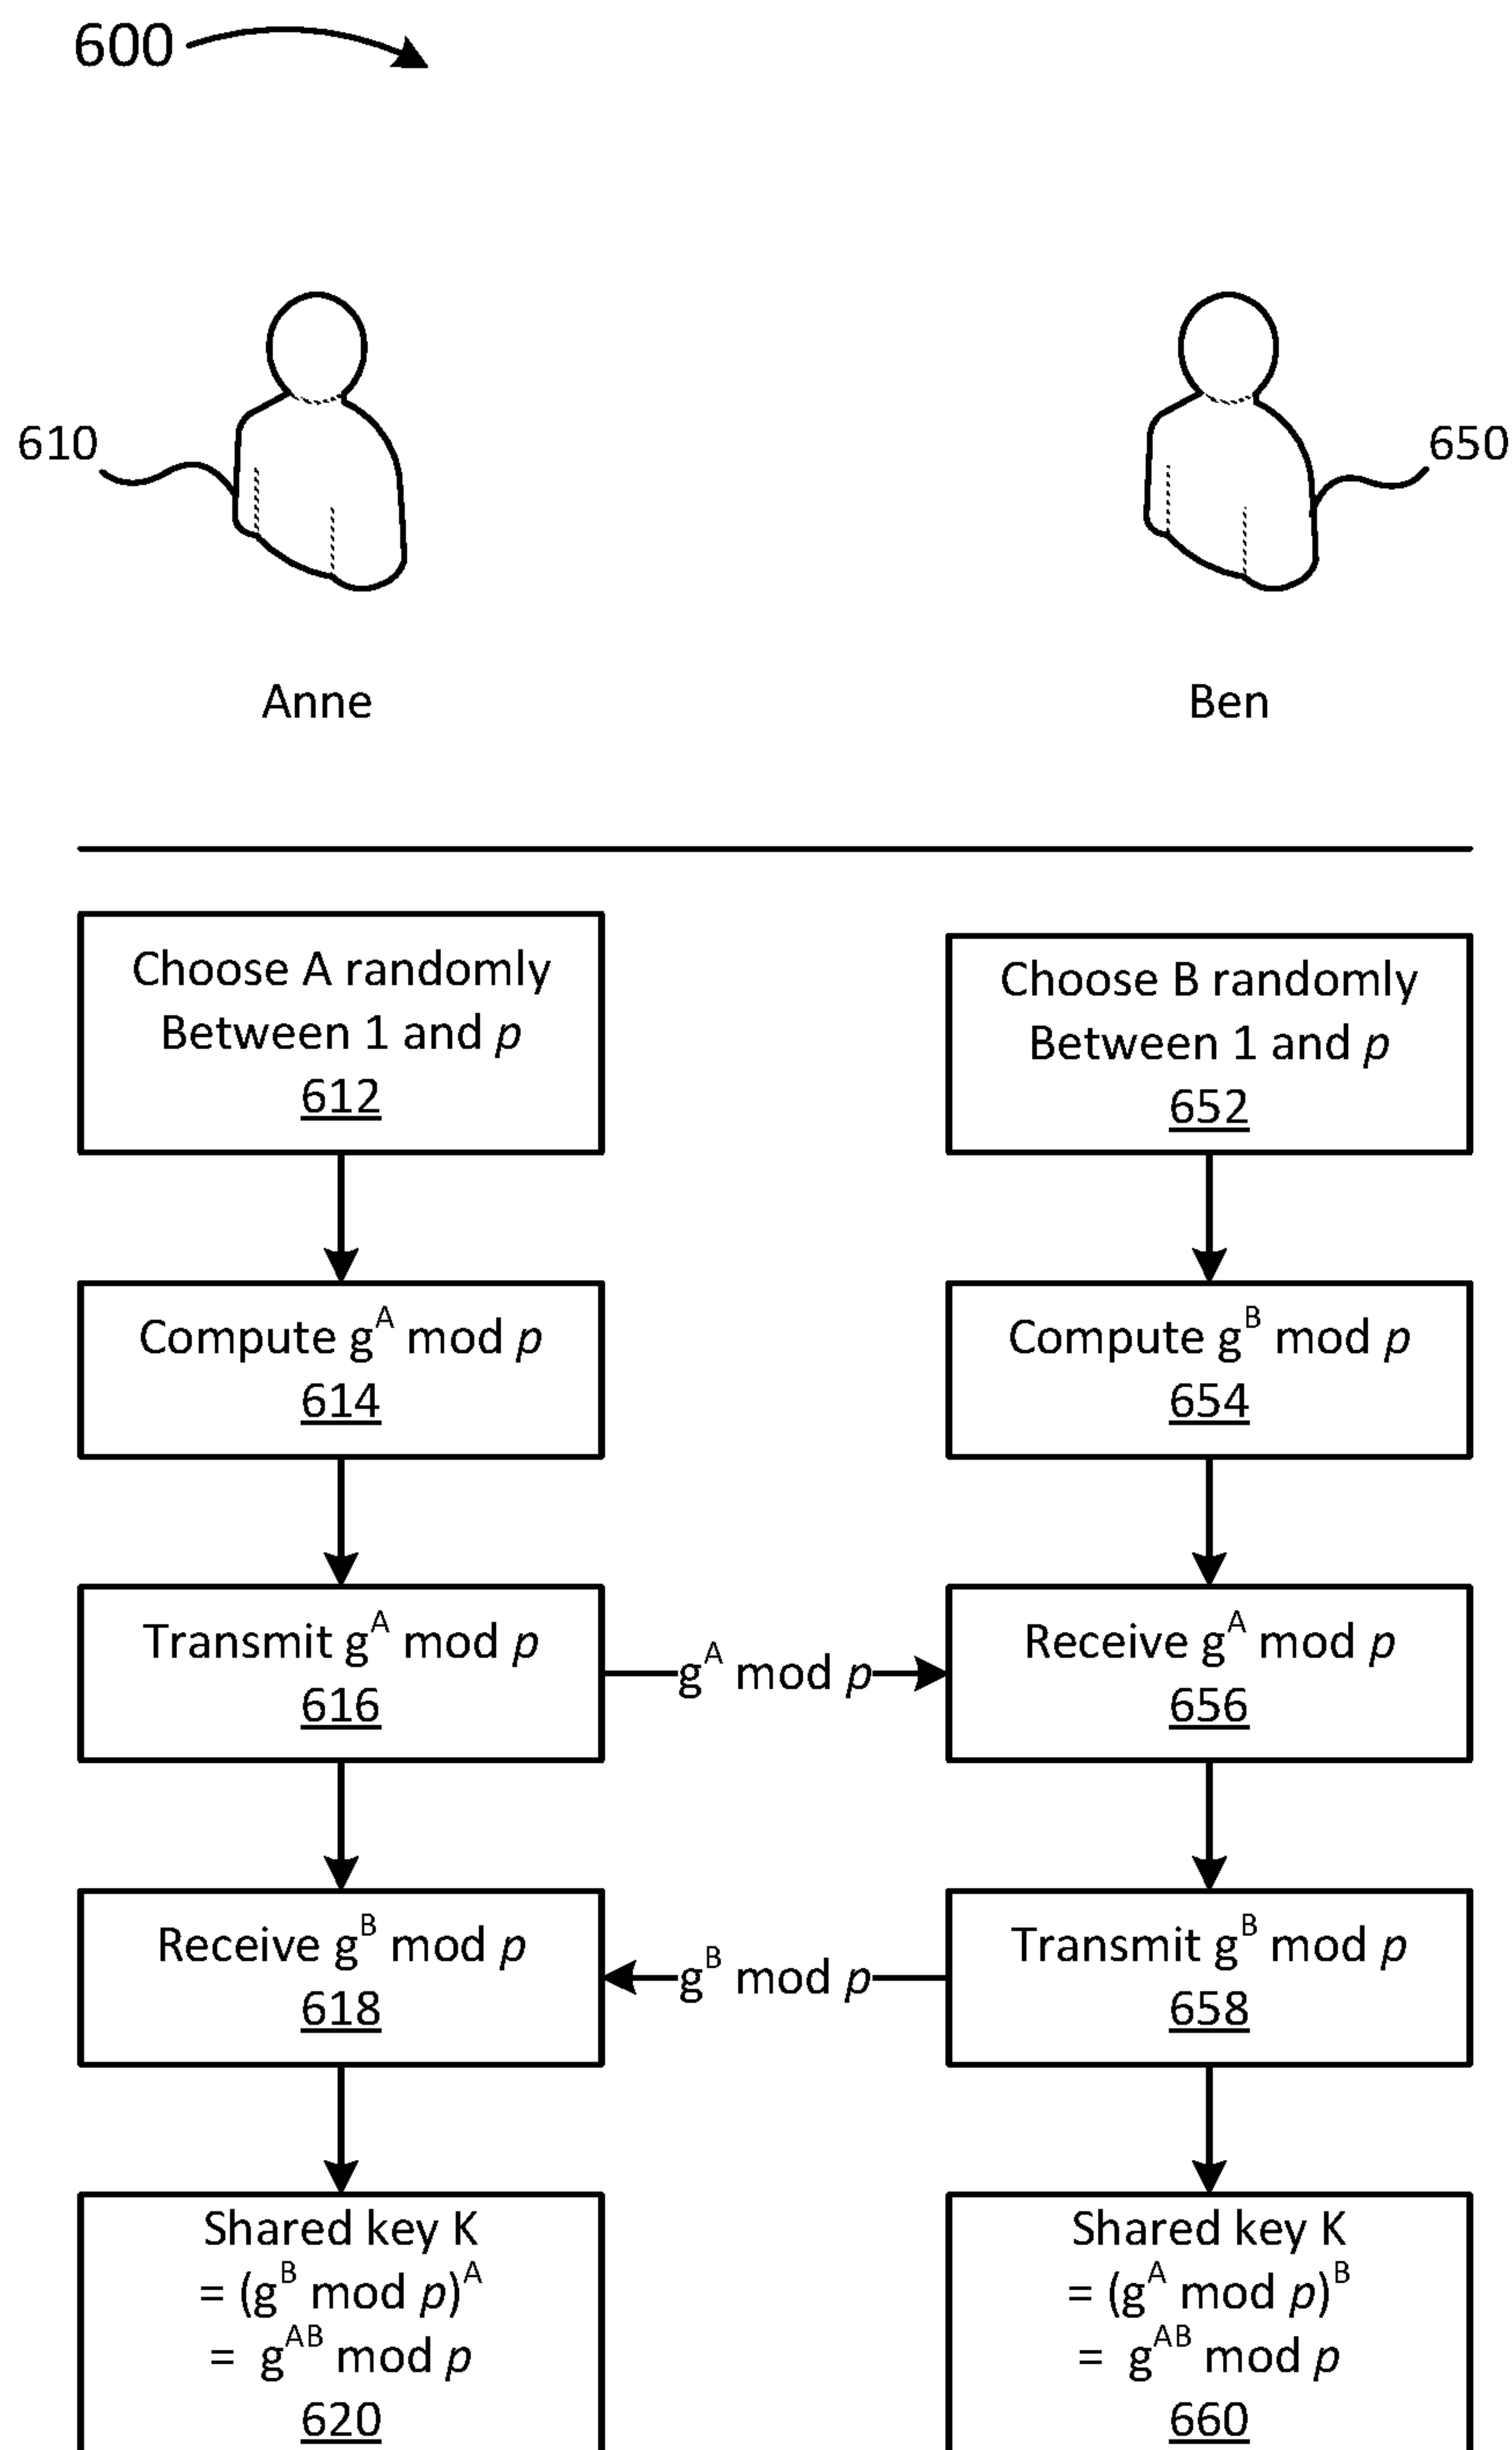 600
610
650
Anne
Ben
Choose A randomly
Between 1 and p
612
Choose B randomly
Between 1 and p
652
Compute g^A mod p
614
Compute g^B mod p
654
Transmit g^A mod p
616
g^A mod p
Receive g^A mod p
656
Receive g^B mod p
618
g^B mod p
Transmit g^B mod p
658
Shared key K
= (g^B mod p)^A
= g^AB mod p
620
Shared key K
= (g^A mod p)^B
= g^AB mod p
660